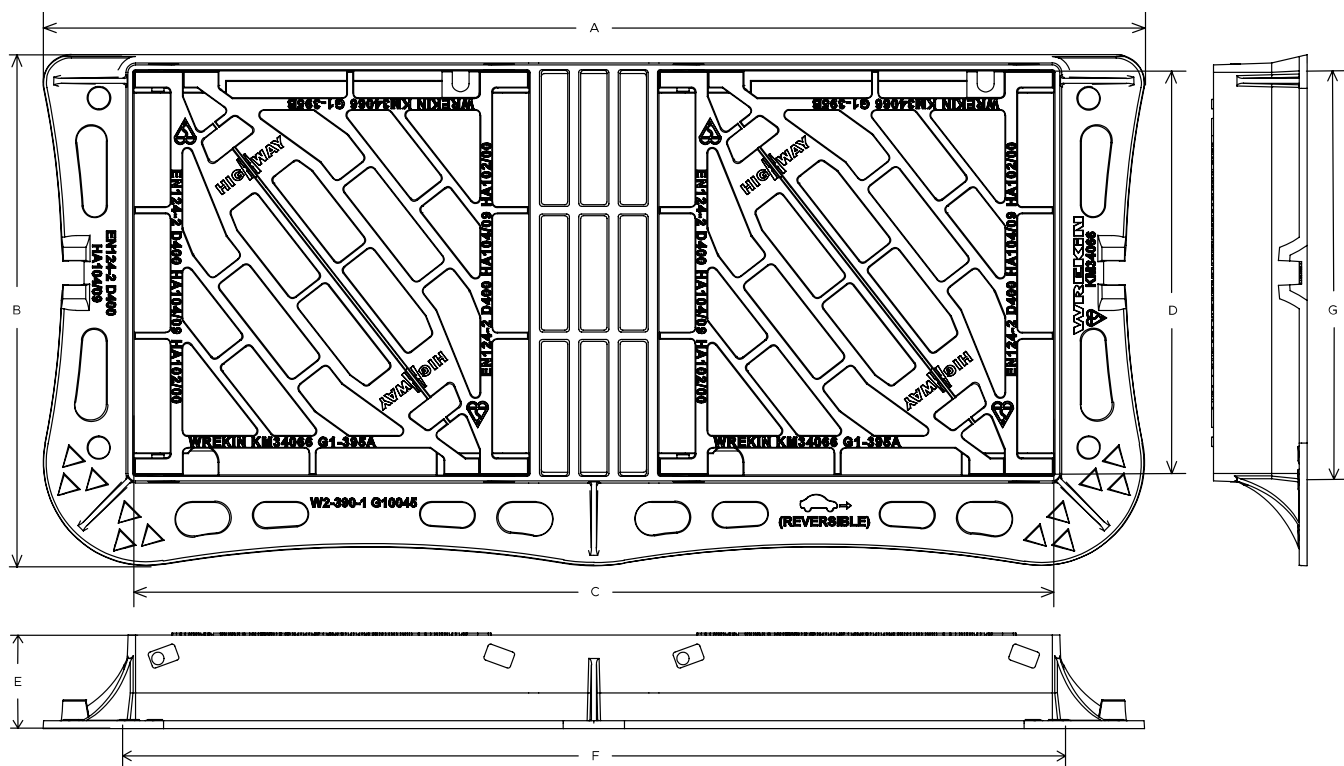 A
WREKIN KM34066 G1-395B
WREKIN KM34066 G1-395B
HIGHWAY
HIGHWAY
EN124-2 D400 HA104/09 HA102/00
EN124-2 D400 HA104/09 HA102/00
EN124-2 D400 HA104/09 HA102/00
EN124-2 D400 HA104/09 HA102/00
EN124-2 D400
HA104/09
WREKIN
KM34066
B
D
G
HIGHWAY
HIGHWAY
WREKIN KM34066 G1-395A
WREKIN KM34066 G1-395A
W2-390-1 G10045
(REVERSIBLE)
C
E
F